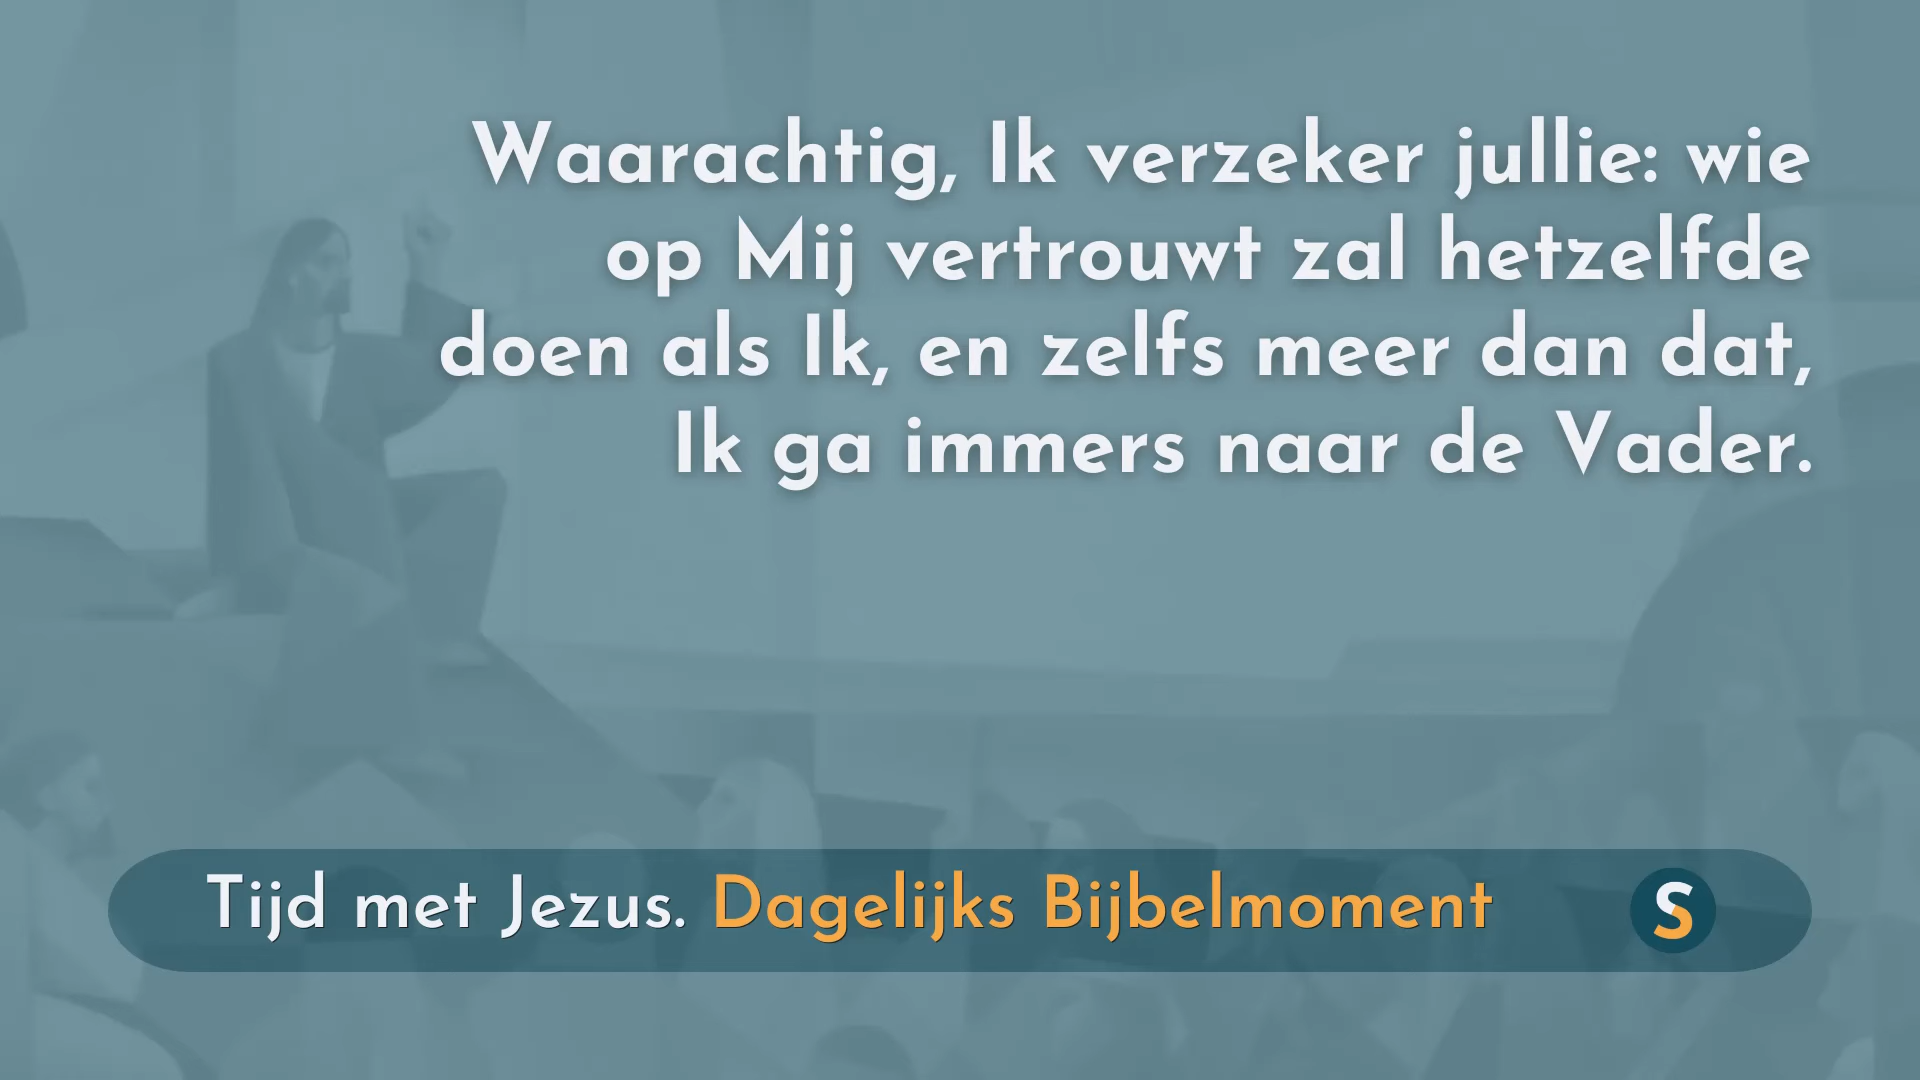 Waarachtig, Ik verzeker jullie: wie
op Mij vertrouwt zal hetzelfde
doen als Ik, en zelfs meer dan dat,
Ik ga immers naar de Vader.
Tijd met Jezus. Dagelijks Bijbelmoment
S